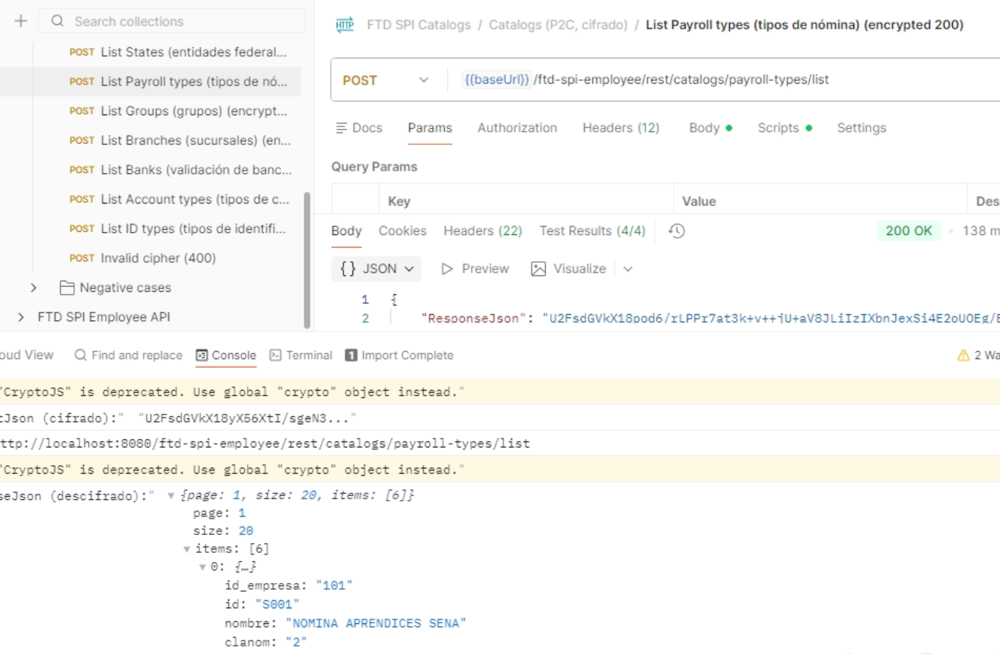 Search collections
POST List States (entidades federal...
POST List Payroll types (tipos de nó...
POST List Groups (grupos) (encrypt...
POST List Branches (sucursales) (en...
POST List Banks (validación de banc...
POST List Account types (tipos de c...
POST List ID types (tipos de identifi...
POST Invalid cipher (400)
Negative cases
FTD SPI Employee API
HTTP FTD SPI Catalogs / Catalogs (P2C, cifrado) / List Payroll types (tipos de nómina) (encrypted 200)
POST {{baseUrl}} /ftd-spi-employee/rest/catalogs/payroll-types/list
Docs Params Authorization Headers (12) Body Scripts Settings
Query Params
Key Value Des
Body Cookies Headers (22) Test Results (4/4) 200 OK 138 m
{} JSON Preview Visualize
1 {
2 "ResponseJson": "U2FsdGVkX18pod6/rLPPr7at3k+v++jU+aV8JLiIzIXbnJexSi4E2oUOEg/E
oud View Find and replace Console Terminal 1 Import Complete 2 Wa
"CryptoJS" is deprecated. Use global "crypto" object instead."
tJson (cifrado):" "U2FsdGVkX18yX56XtI/sgeN3..."
ttp://localhost:8080/ftd-spi-employee/rest/catalogs/payroll-types/list
"CryptoJS" is deprecated. Use global "crypto" object instead."
seJson (descifrado):" {page: 1, size: 20, items: [6]}
page: 1
size: 20
items: [6]
0: {…}
id_empresa: "101"
id: "S001"
nombre: "NOMINA APRENDICES SENA"
clanom: "2"